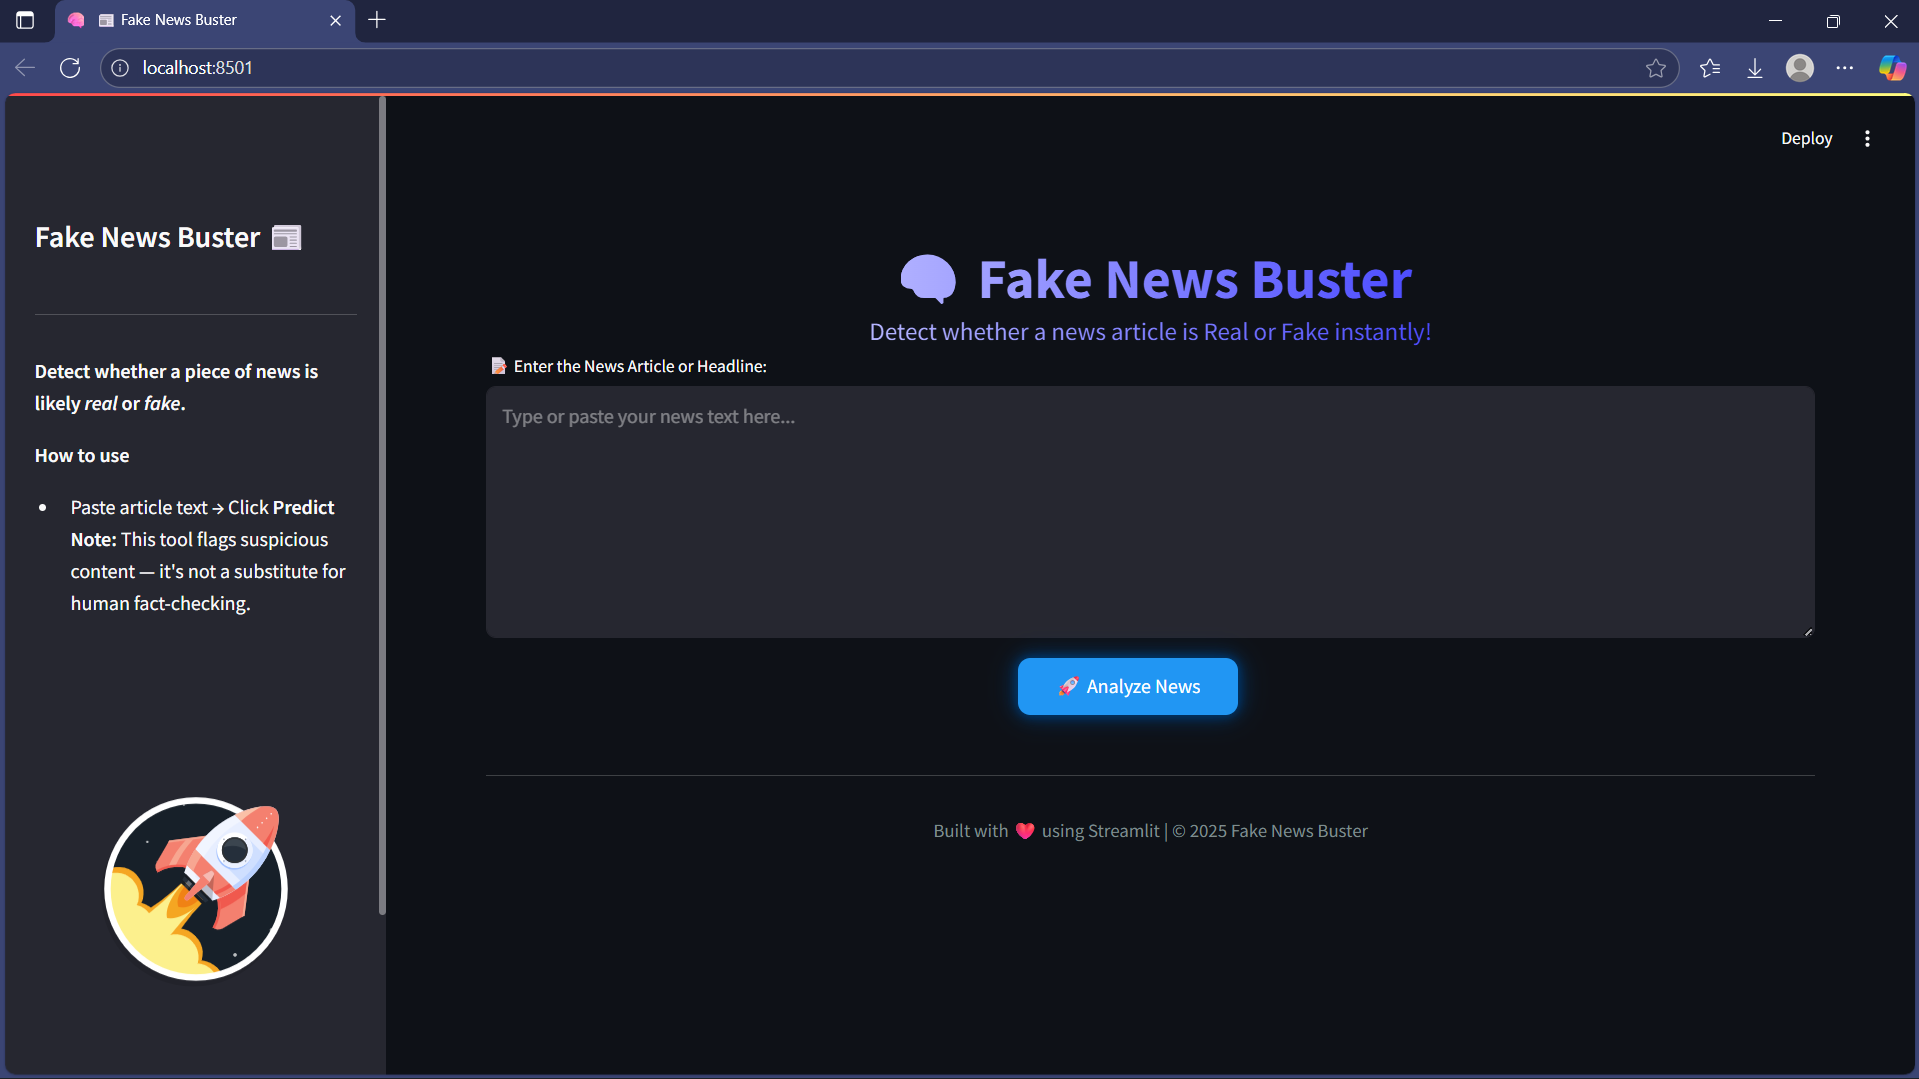 Fake News Buster
localhost:8501
Deploy
Fake News Buster
Detect whether a piece of news is
likely real or fake.
How to use
• Paste article text → Click Predict
Note: This tool flags suspicious
content — it's not a substitute for
human fact-checking.
Fake News Buster
Detect whether a news article is Real or Fake instantly!
Enter the News Article or Headline:
Type or paste your news text here...
Analyze News
Built with ❤️ using Streamlit | © 2025 Fake News Buster